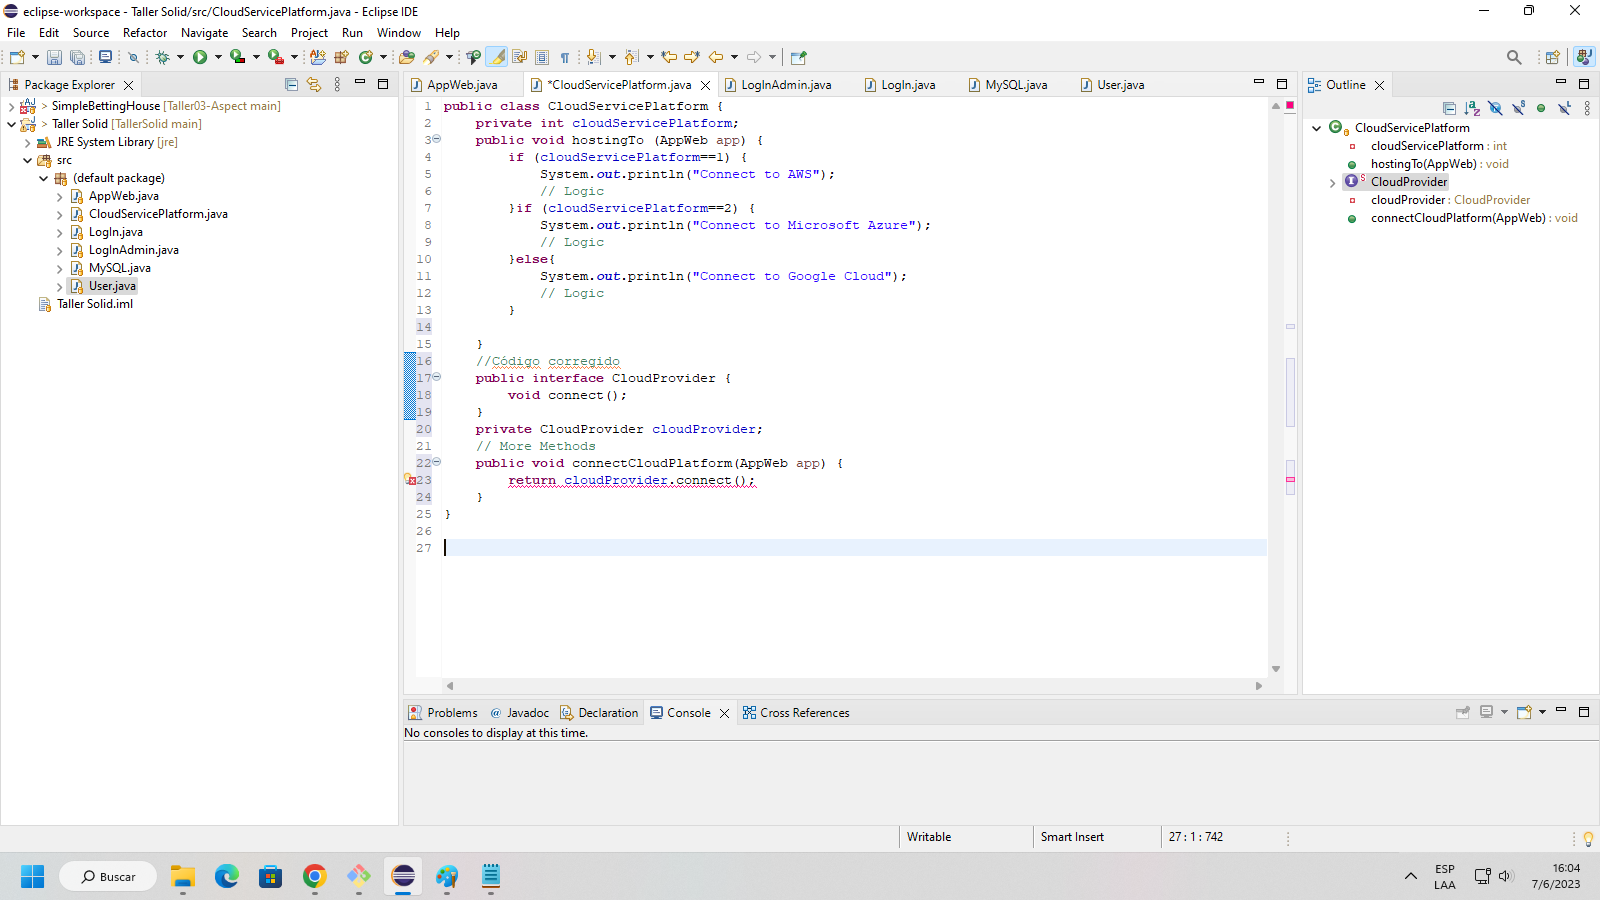 eclipse-workspace - Taller Solid/src/CloudServicePlatform.java - Eclipse IDE
File Edit Source Refactor Navigate Search Project Run Window Help
Package Explorer
> SimpleBettingHouse [Taller03-Aspect main]
> Taller Solid [TallerSolid main]
JRE System Library [jre]
src
(default package)
AppWeb.java
CloudServicePlatform.java
LogIn.java
LogInAdmin.java
MySQL.java
User.java
Taller Solid.iml
AppWeb.java *CloudServicePlatform.java LogInAdmin.java LogIn.java MySQL.java User.java
1 public class CloudServicePlatform {
2 private int cloudServicePlatform;
3 public void hostingTo (AppWeb app) {
4 if (cloudServicePlatform==1) {
5 System.out.println("Connect to AWS");
6 // Logic
7 }if (cloudServicePlatform==2) {
8 System.out.println("Connect to Microsoft Azure");
9 // Logic
10 }else{
11 System.out.println("Connect to Google Cloud");
12 // Logic
13 }
14
15 }
16 //Código corregido
17 public interface CloudProvider {
18 void connect();
19 }
20 private CloudProvider cloudProvider;
21 // More Methods
22 public void connectCloudPlatform(AppWeb app) {
23 return cloudProvider.connect();
24 }
25 }
26
27
Outline
CloudServicePlatform
cloudServicePlatform : int
hostingTo(AppWeb) : void
CloudProvider
cloudProvider : CloudProvider
connectCloudPlatform(AppWeb) : void
Problems @ Javadoc Declaration Console Cross References
No consoles to display at this time.
Writable Smart Insert 27 : 1 : 742
Buscar
ESP
LAA
16:04
7/6/2023